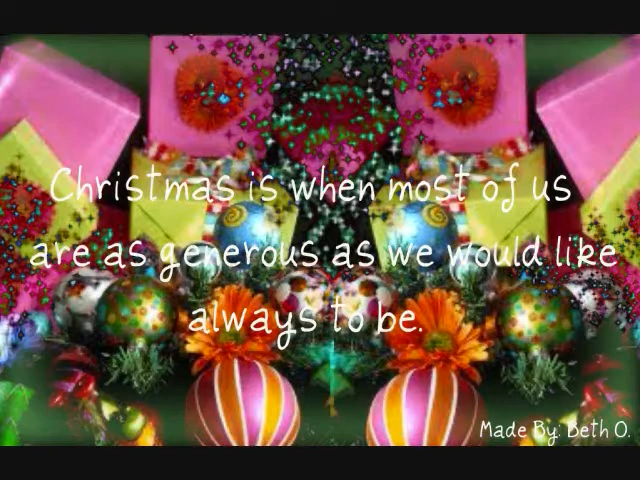 Christmas is when most of us
are as generous as we would like
always to be.
Made By: Beth O.